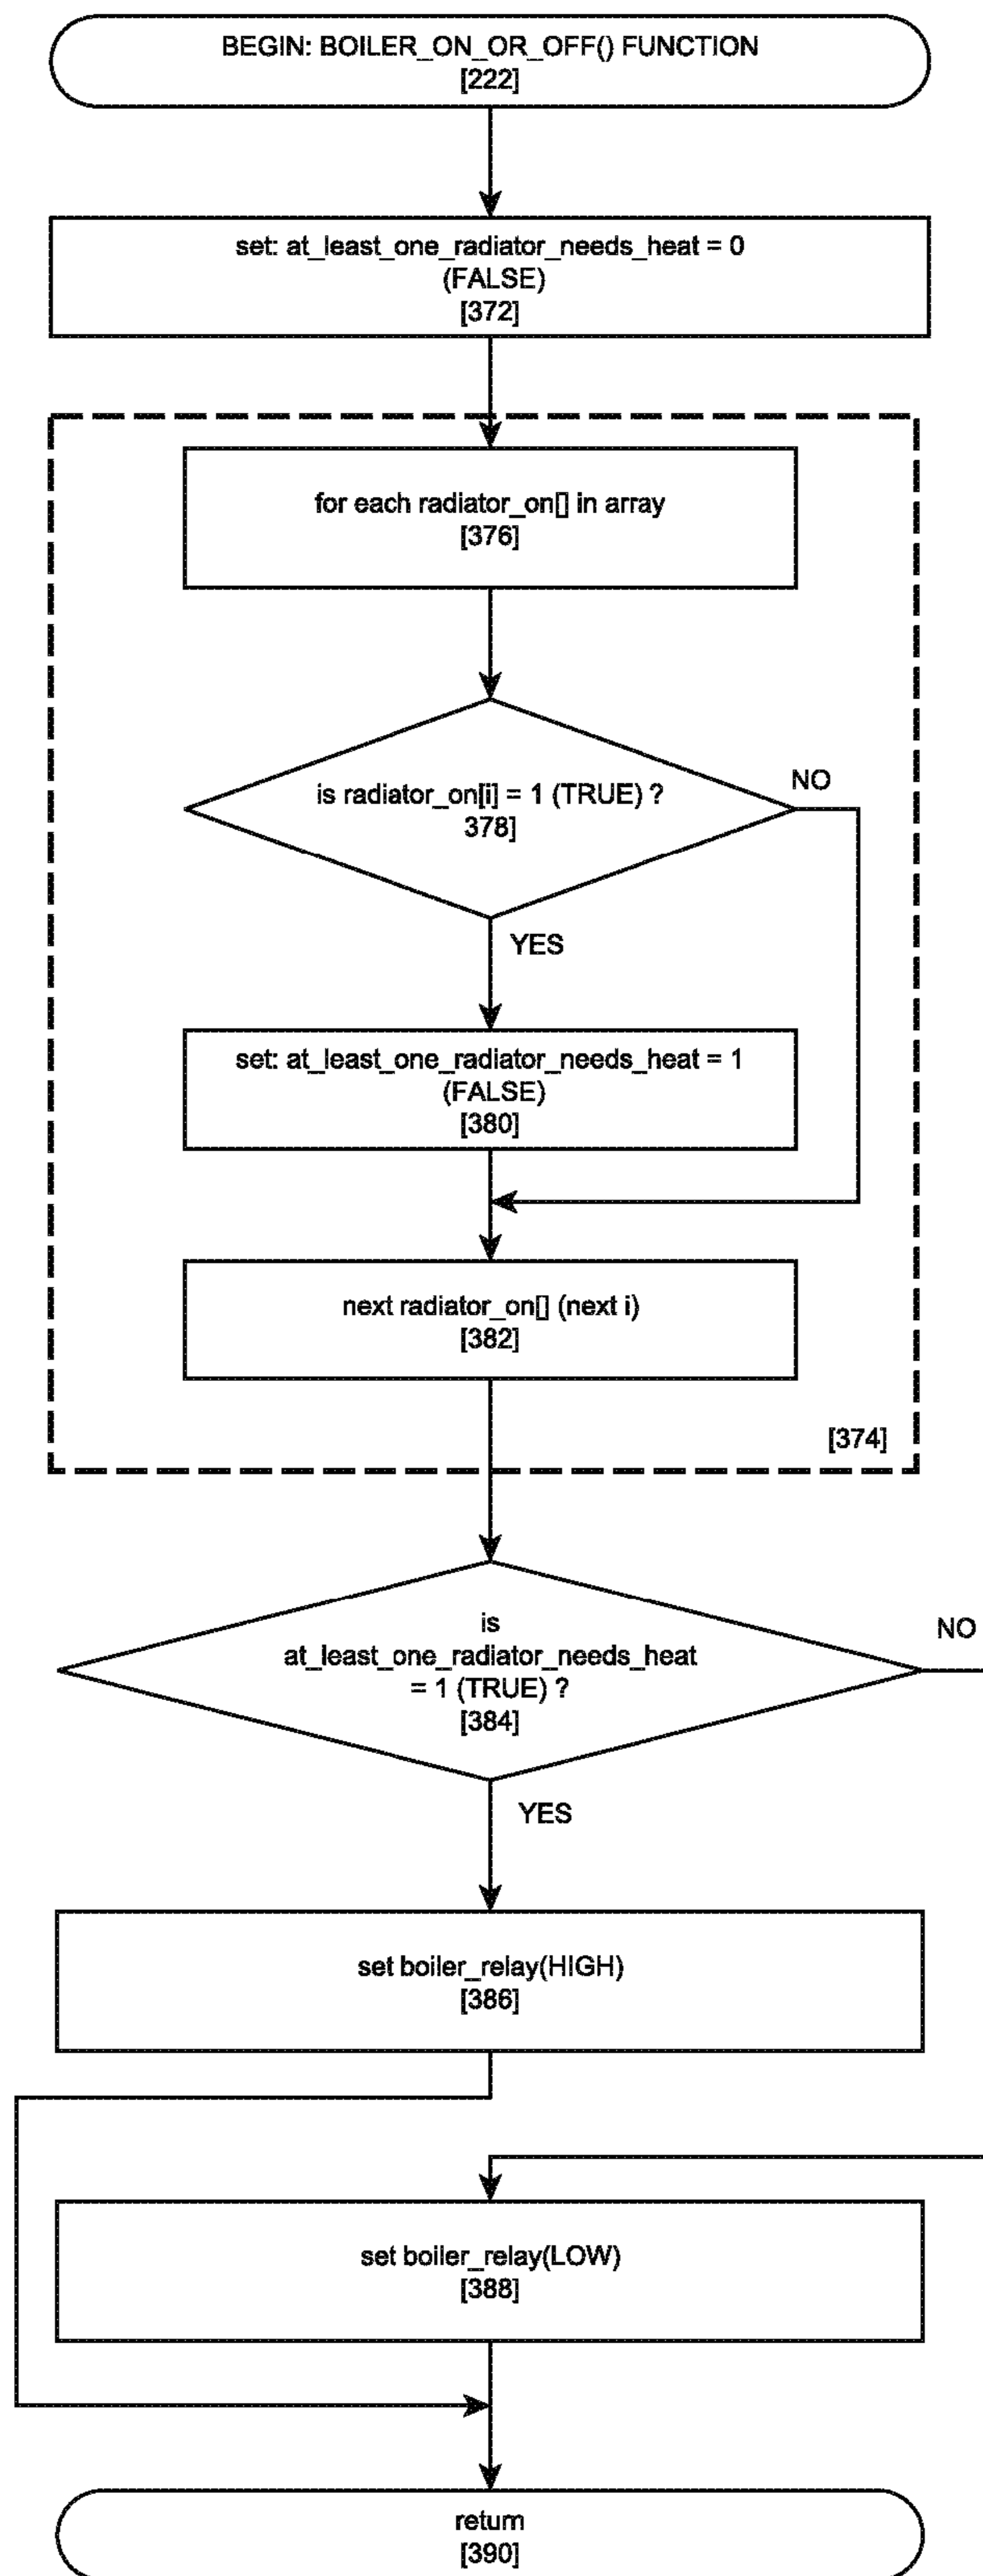 BEGIN: BOILER_ON_OR_OFF() FUNCTION
[222]
set: at_least_one_radiator_needs_heat = 0
(FALSE)
[372]
for each radiator_on[] in array
[376]
is radiator_on[i] = 1 (TRUE) ?
378]
NO
YES
set: at_least_one_radiator_needs_heat = 1
(FALSE)
[380]
next radiator_on[] (next i)
[382]
[374]
is
at_least_one_radiator_needs_heat
= 1 (TRUE) ?
[384]
NO
YES
set boiler_relay(HIGH)
[386]
set boiler_relay(LOW)
[388]
return
[390]